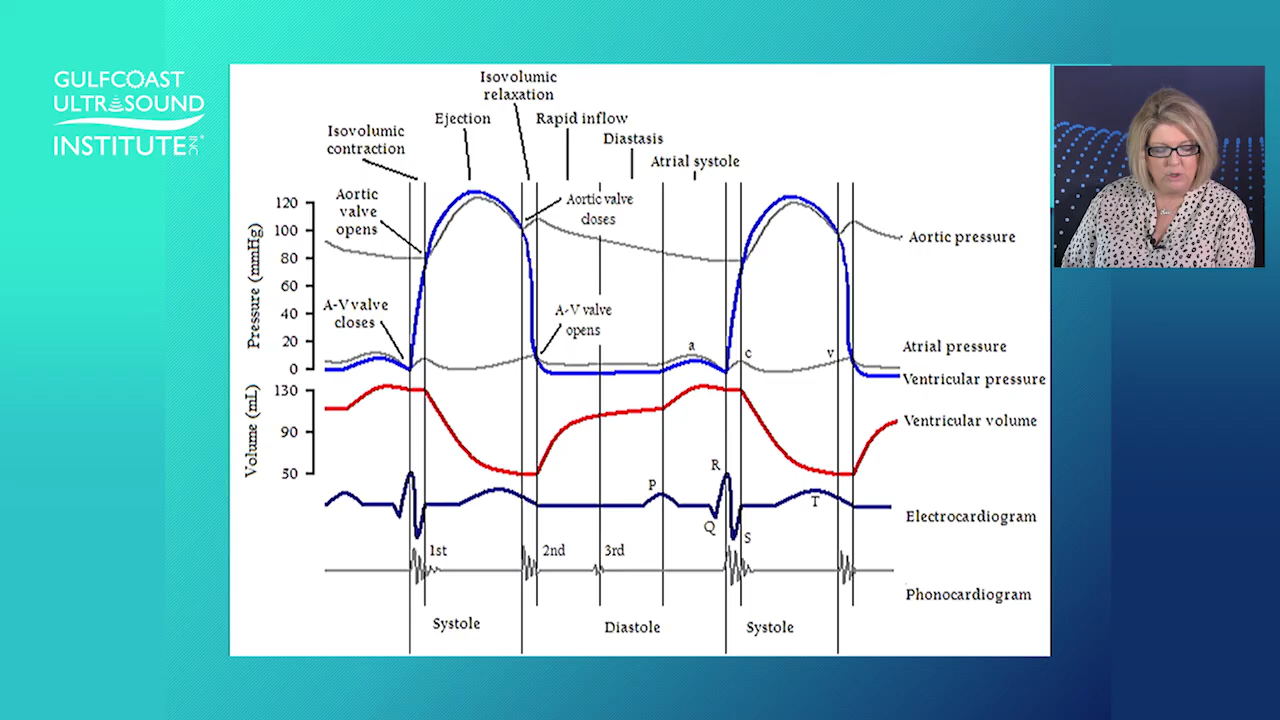 GULFCOAST
ULTRASOUND
INSTITUTE INC
Isovolumic
relaxation
Ejection
Rapid inflow
Isovolumic
contraction
Diastasis
Atrial systole
Aortic
valve
opens
Aortic valve
closes
120
100
80
60
40
20
0
Pressure (mmHg)
Aortic pressure
A-V valve
closes
A-V valve
opens
a
c
v
Atrial pressure
Ventricular pressure
130
90
50
Volume (mL)
Ventricular volume
R
P
Q
S
T
Electrocardiogram
1st
2nd
3rd
Phonocardiogram
Systole
Diastole
Systole